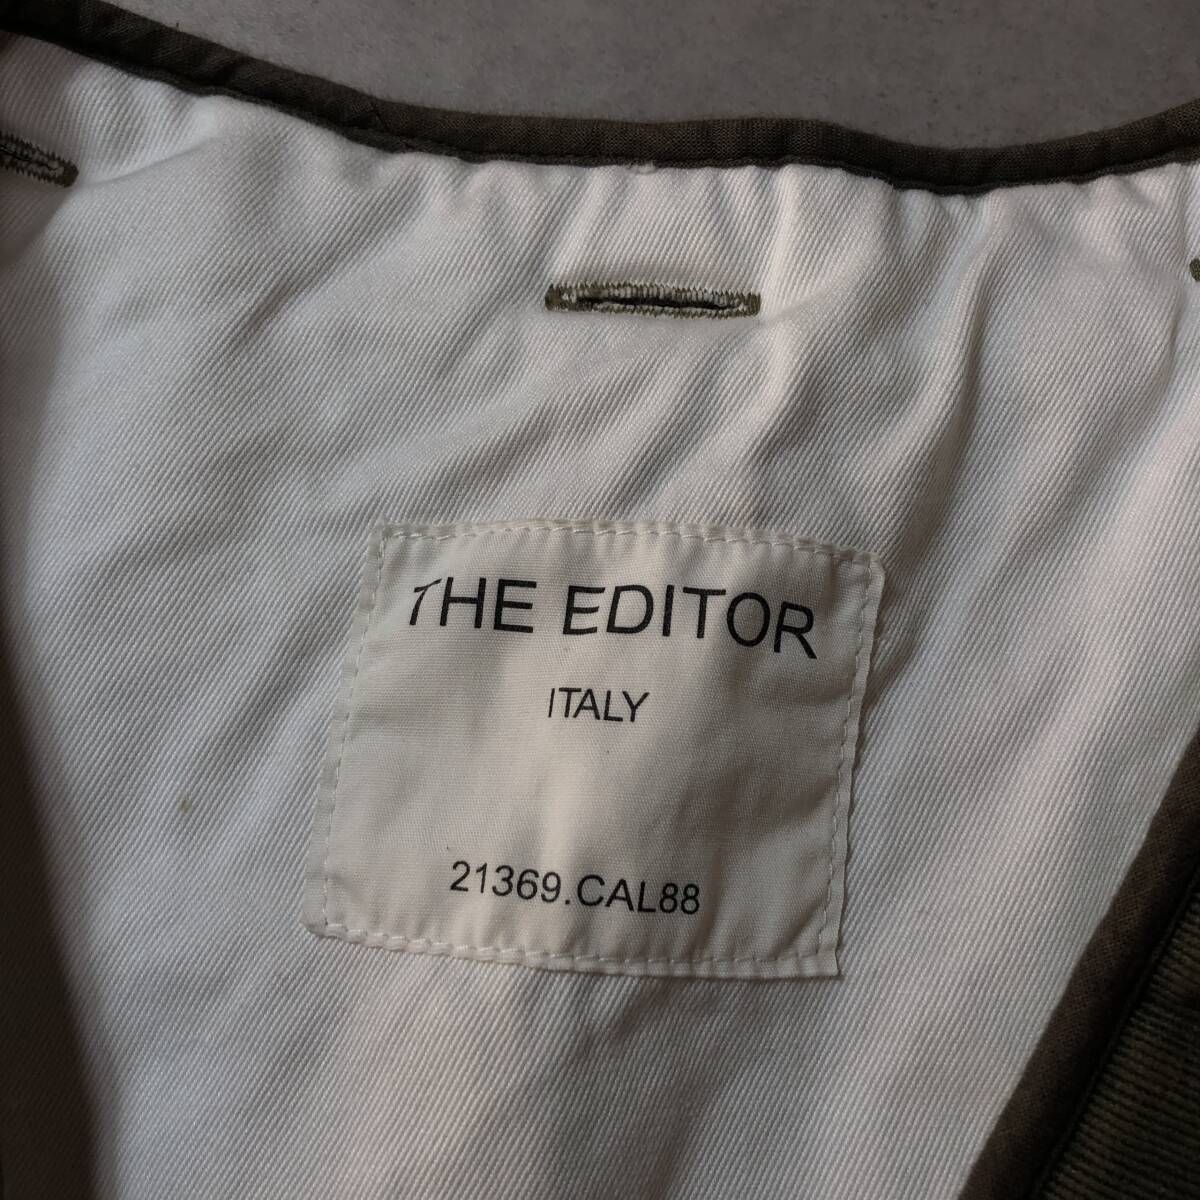 THE EDITOR
ITALY
21369.CAL88